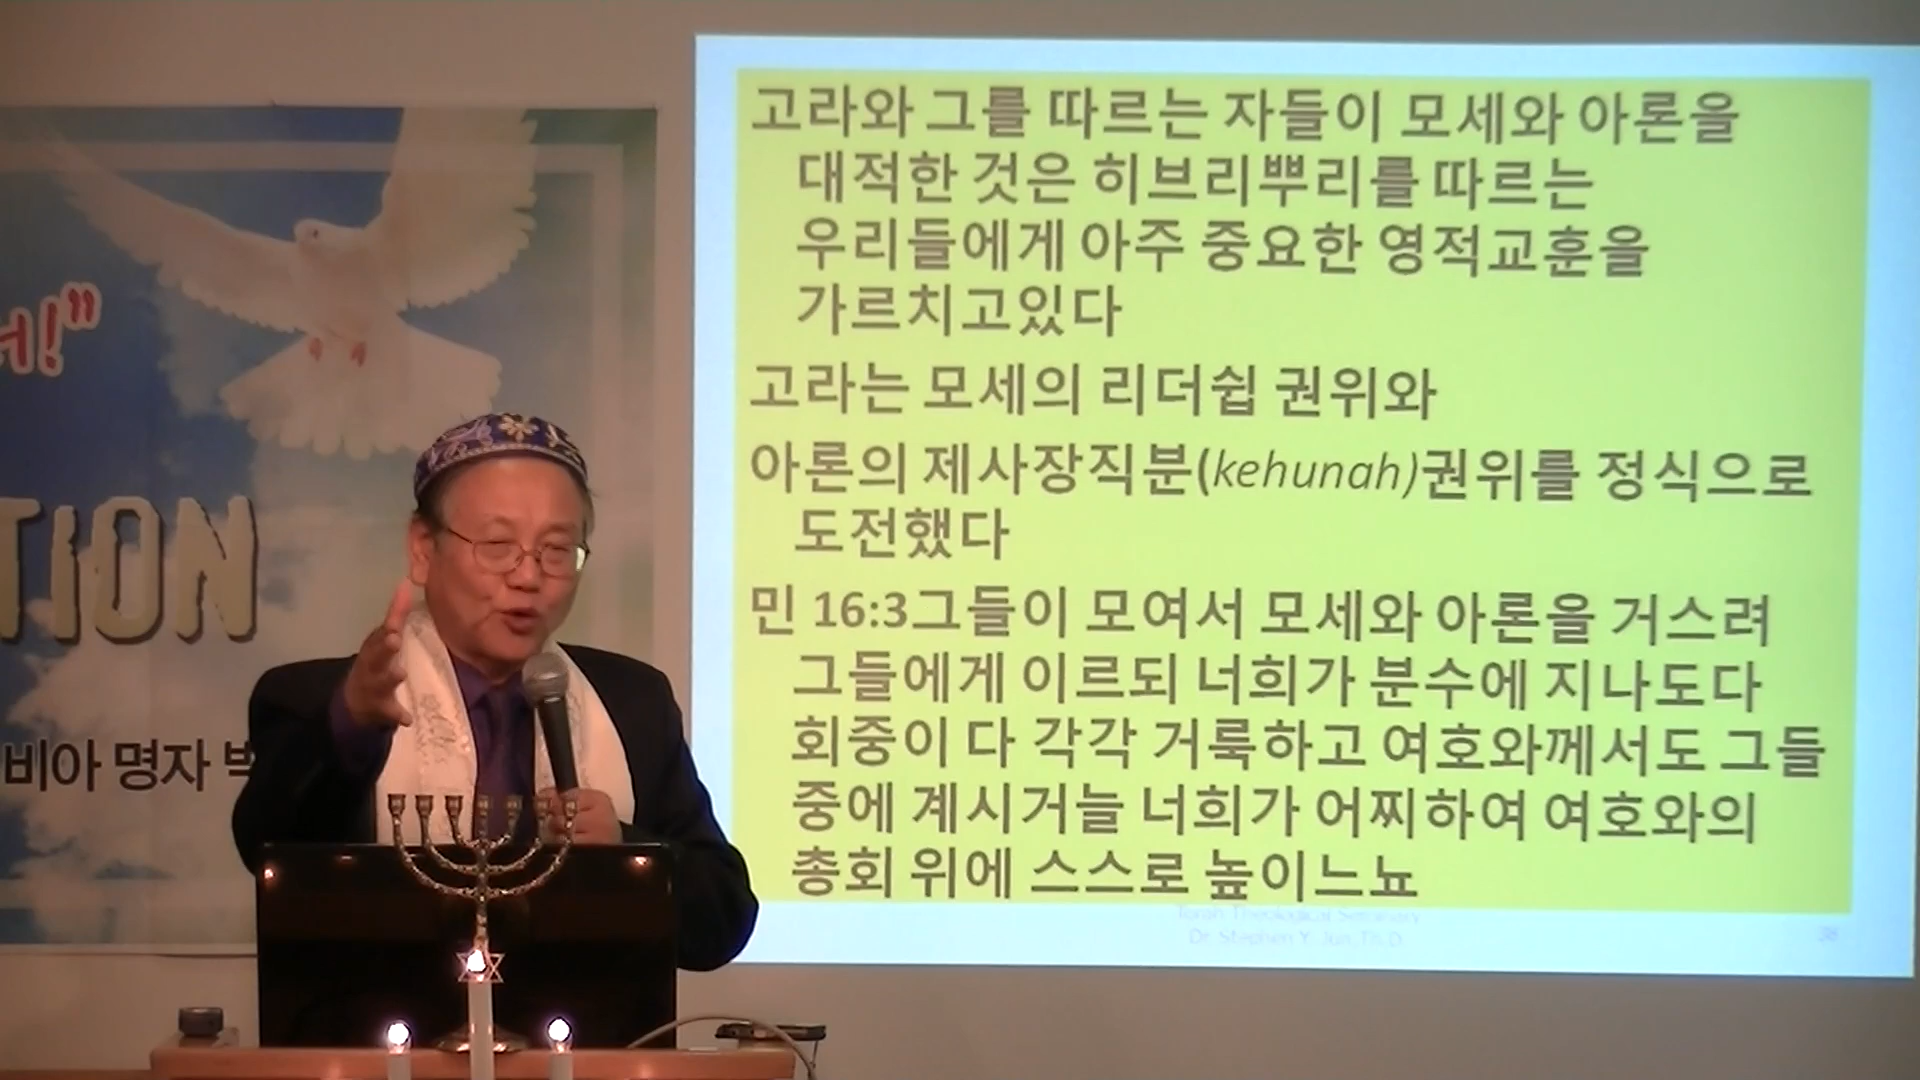 고라와 그를 따르는 자들이 모세와 아론을
대적한 것은 히브리뿌리를 따르는
우리들에게 아주 중요한 영적교훈을
가르치고있다
고라는 모세의 리더쉽 권위와
아론의 제사장직분(kehunah)권위를 정식으로
도전했다
민 16:3그들이 모여서 모세와 아론을 거스려
그들에게 이르되 너희가 분수에 지나도다
회중이 다 각각 거룩하고 여호와께서도 그들
중에 계시거늘 너희가 어찌하여 여호와의
총회 위에 스스로 높이느뇨
Torah Theological Seminary
Dr. Stephen Y. Jun, Th.D.
TION
비아 명자